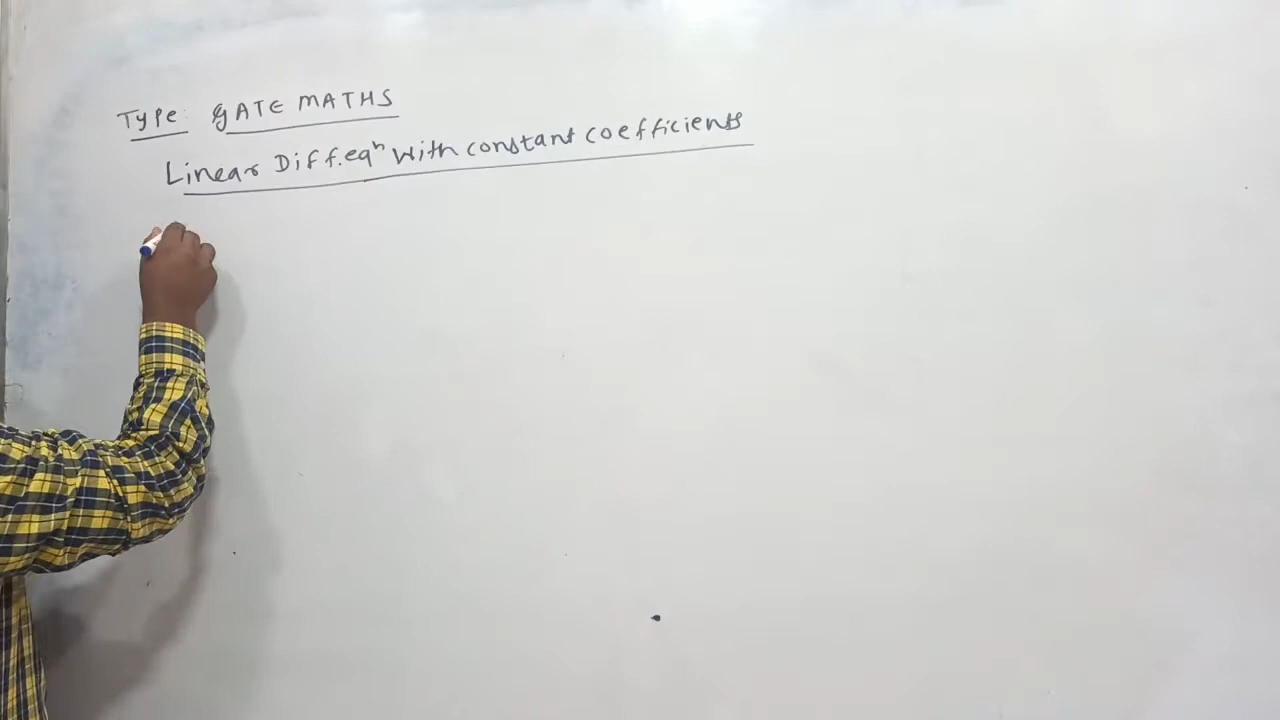 Type: GATE MATHS
Linear Diff.eqⁿ with constant coefficients